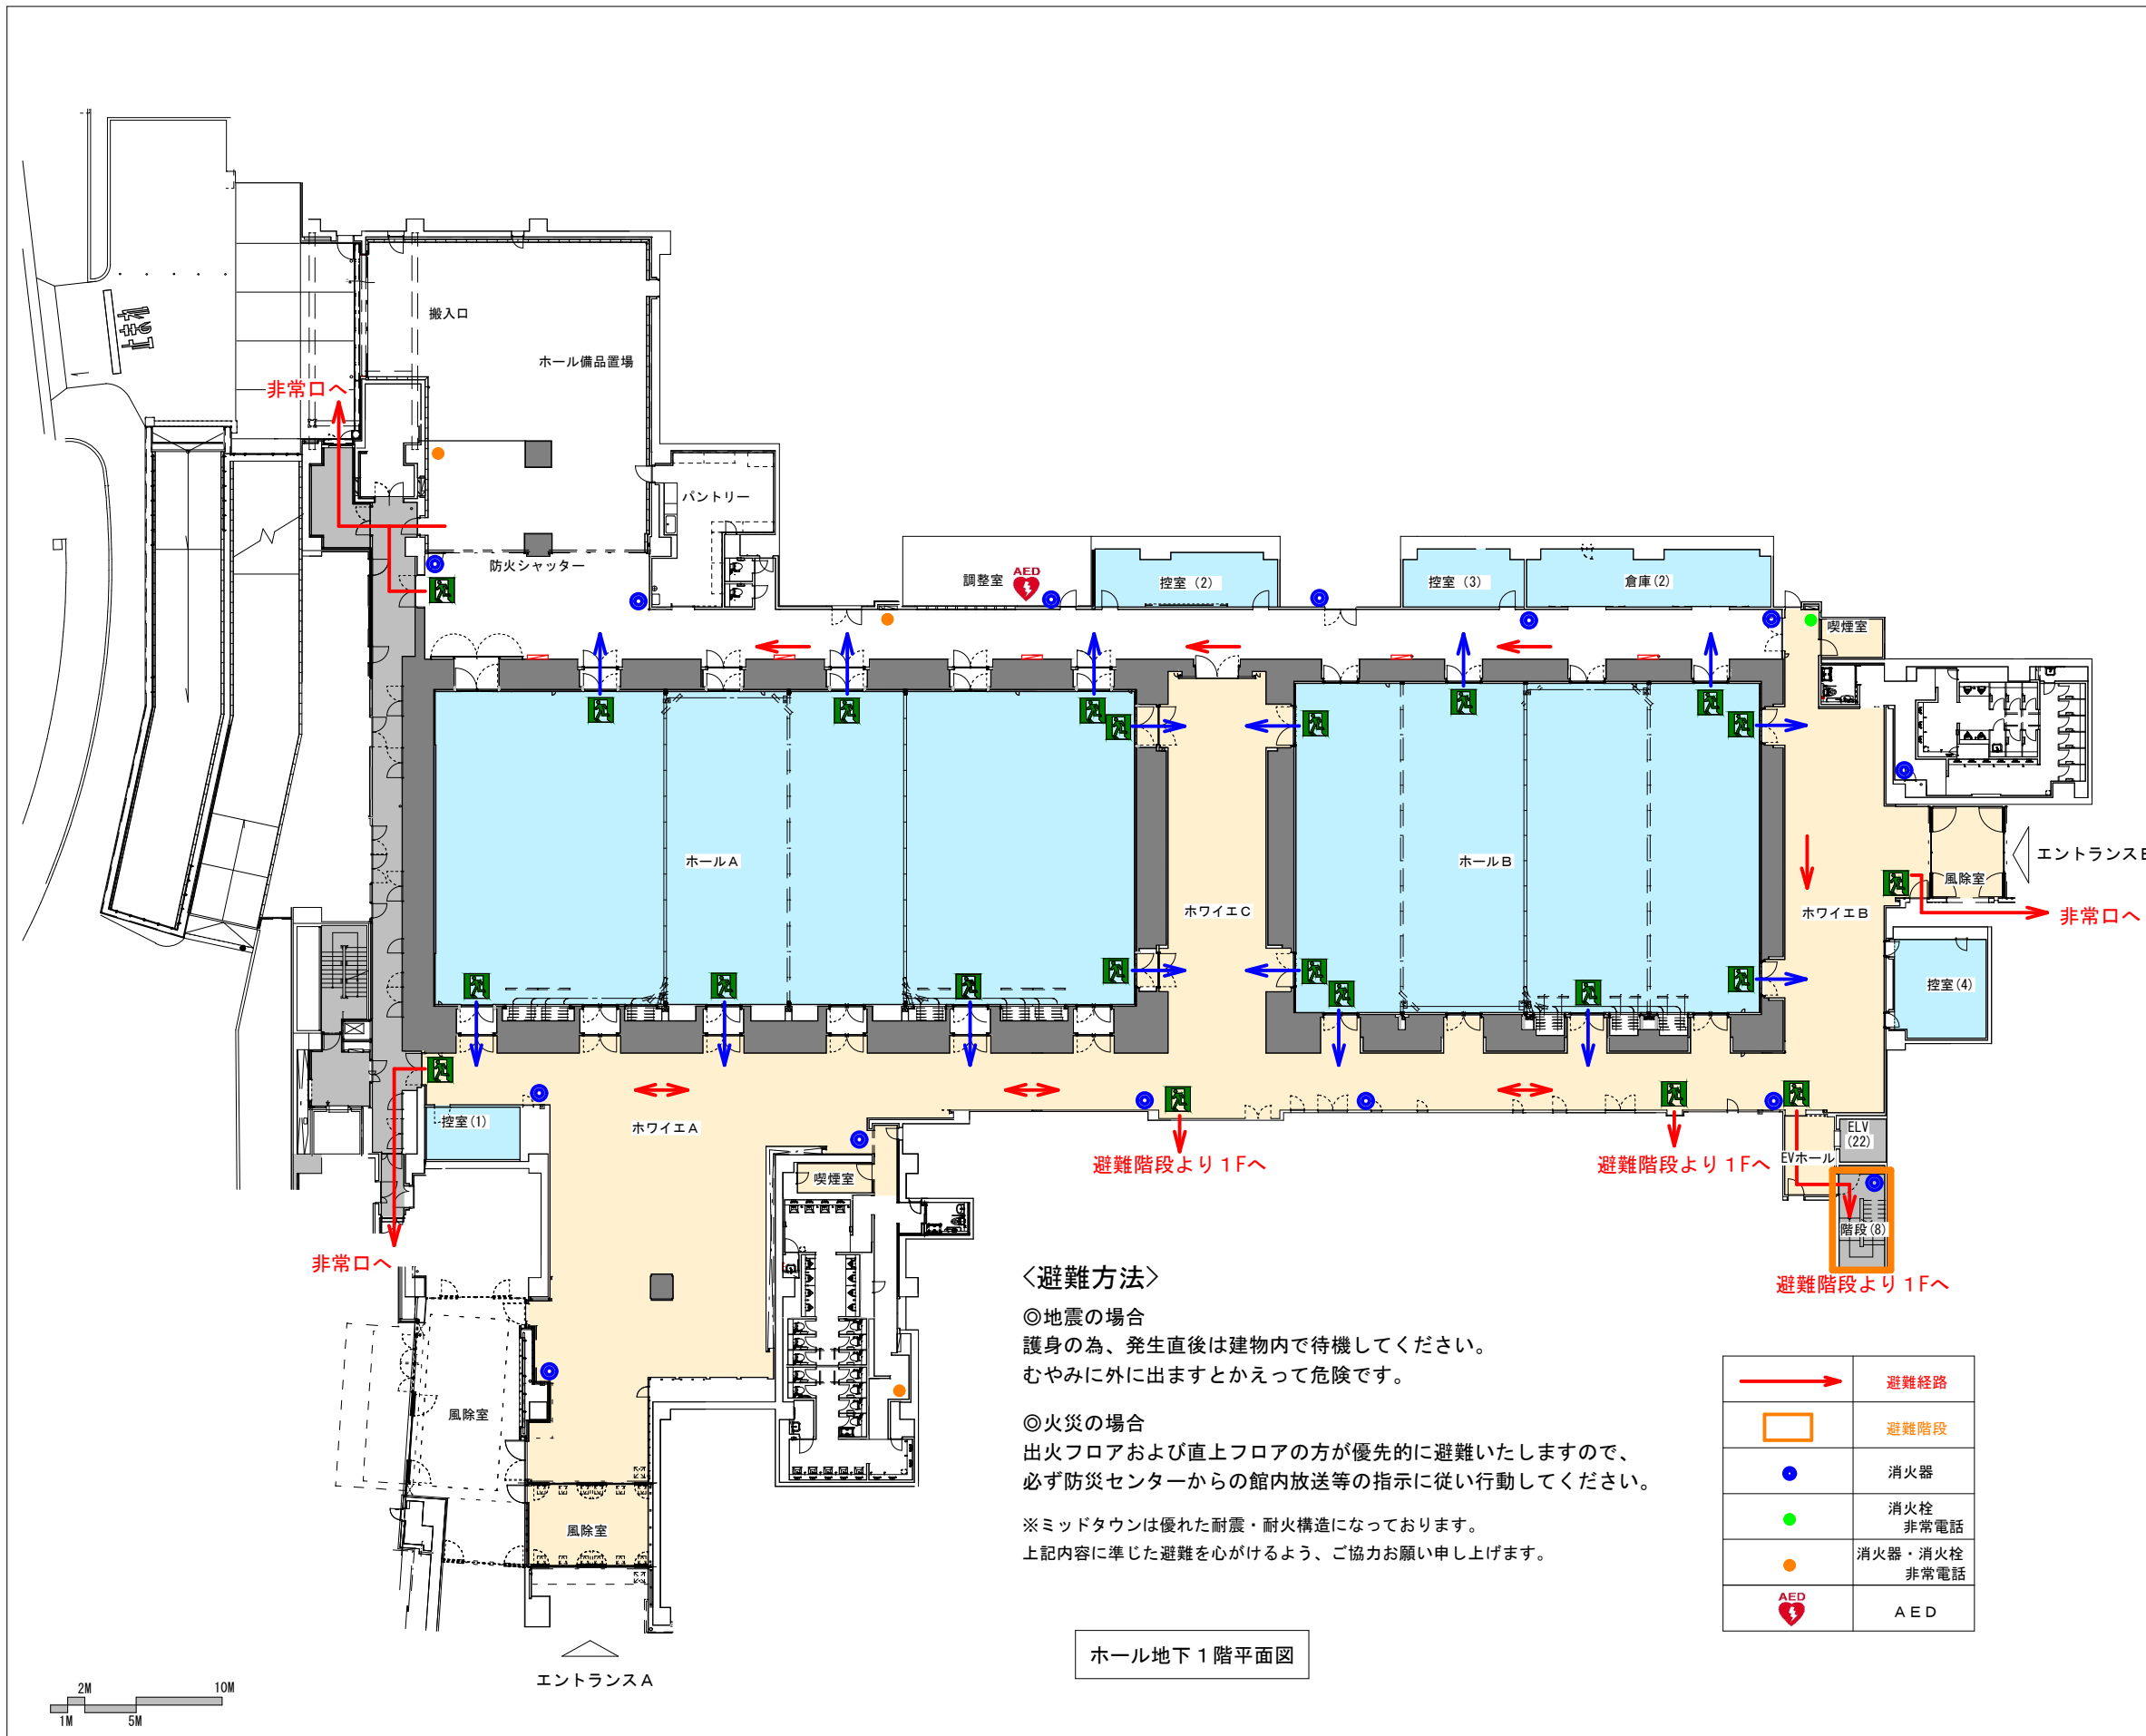 搬入口
ホール備品置場
非常口へ
パントリー
防火シャッター
調整室
AED
控室(2)
控室(3)
倉庫(2)
喫煙室
ホールA
ホールB
エントランスB
風除室
ホワイエC
ホワイエB
非常口へ
控室(4)
控室(1)
ホワイエA
ELV
(22)
EVホール
避難階段より1Fへ
避難階段より1Fへ
喫煙室
階段(8)
非常口へ
避難階段より1Fへ
<避難方法>
◎地震の場合
護身の為、発生直後は建物内で待機してください。
むやみに外に出ますとかえって危険です。
◎火災の場合
出火フロアおよび直上フロアの方が優先的に避難いたしますので、
必ず防災センターからの館内放送等の指示に従い行動してください。
※ミッドタウンは優れた耐震・耐火構造になっております。
上記内容に準じた避難を心がけるよう、ご協力お願い申し上げます。
避難経路
避難階段
消火器
消火栓
非常電話
消火器・消火栓
非常電話
AED
AED
風除室
風除室
ホール地下1階平面図
エントランスA
2M
10M
1M
5M